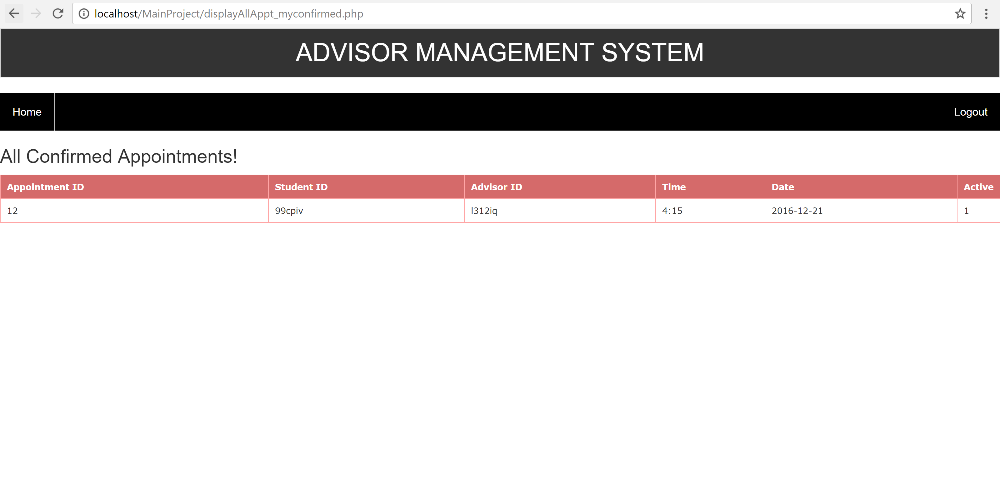 localhost/MainProject/displayAllAppt_myconfirmed.php
ADVISOR MANAGEMENT SYSTEM
Home Logout
All Confirmed Appointments!
Appointment ID Student ID Advisor ID Time Date Active
12 99cpiv l312iq 4:15 2016-12-21 1